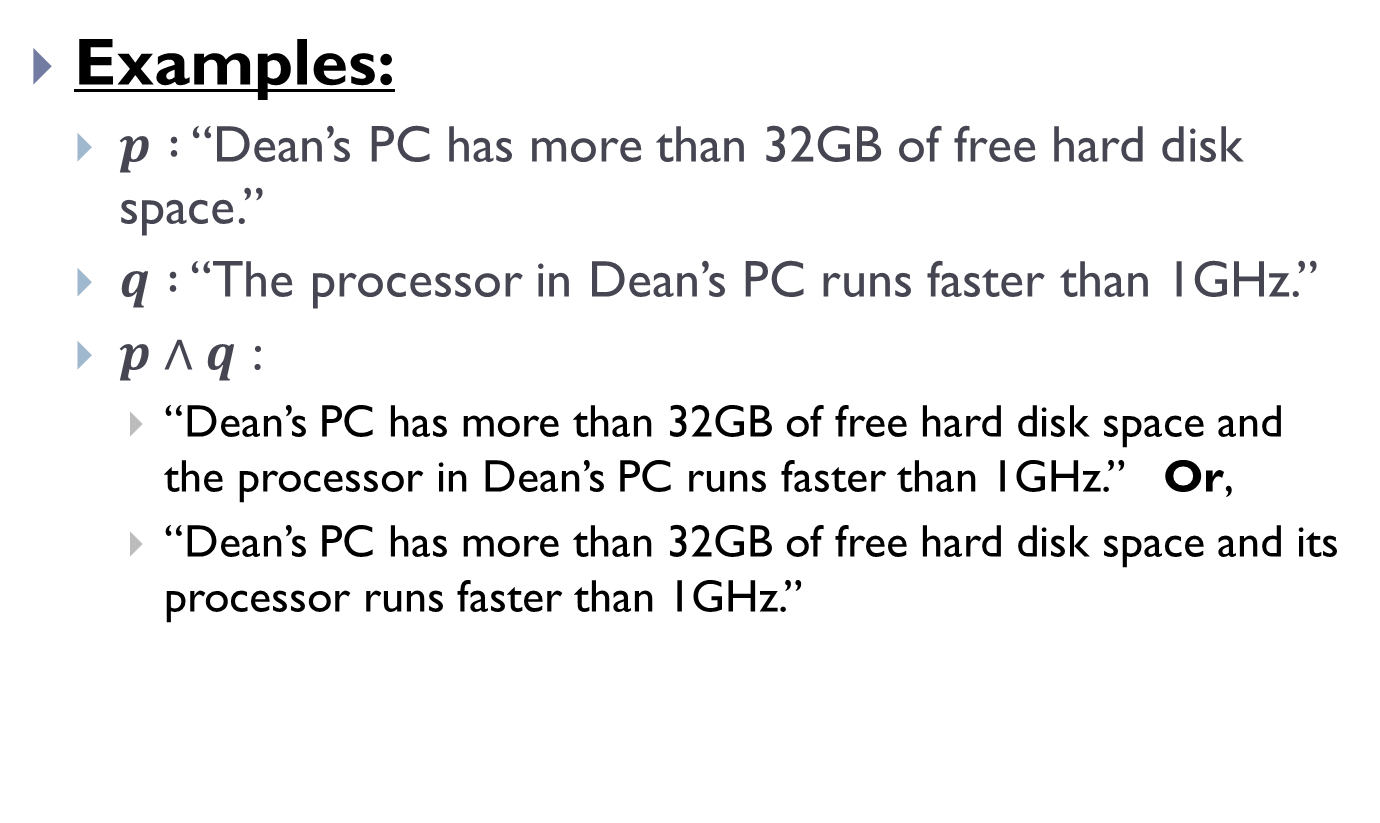 Examples:
p : “Dean’s PC has more than 32GB of free hard disk
space.”
q : “The processor in Dean’s PC runs faster than 1GHz.”
p ∧ q :
“Dean’s PC has more than 32GB of free hard disk space and
the processor in Dean’s PC runs faster than 1GHz.” Or,
“Dean’s PC has more than 32GB of free hard disk space and its
processor runs faster than 1GHz.”